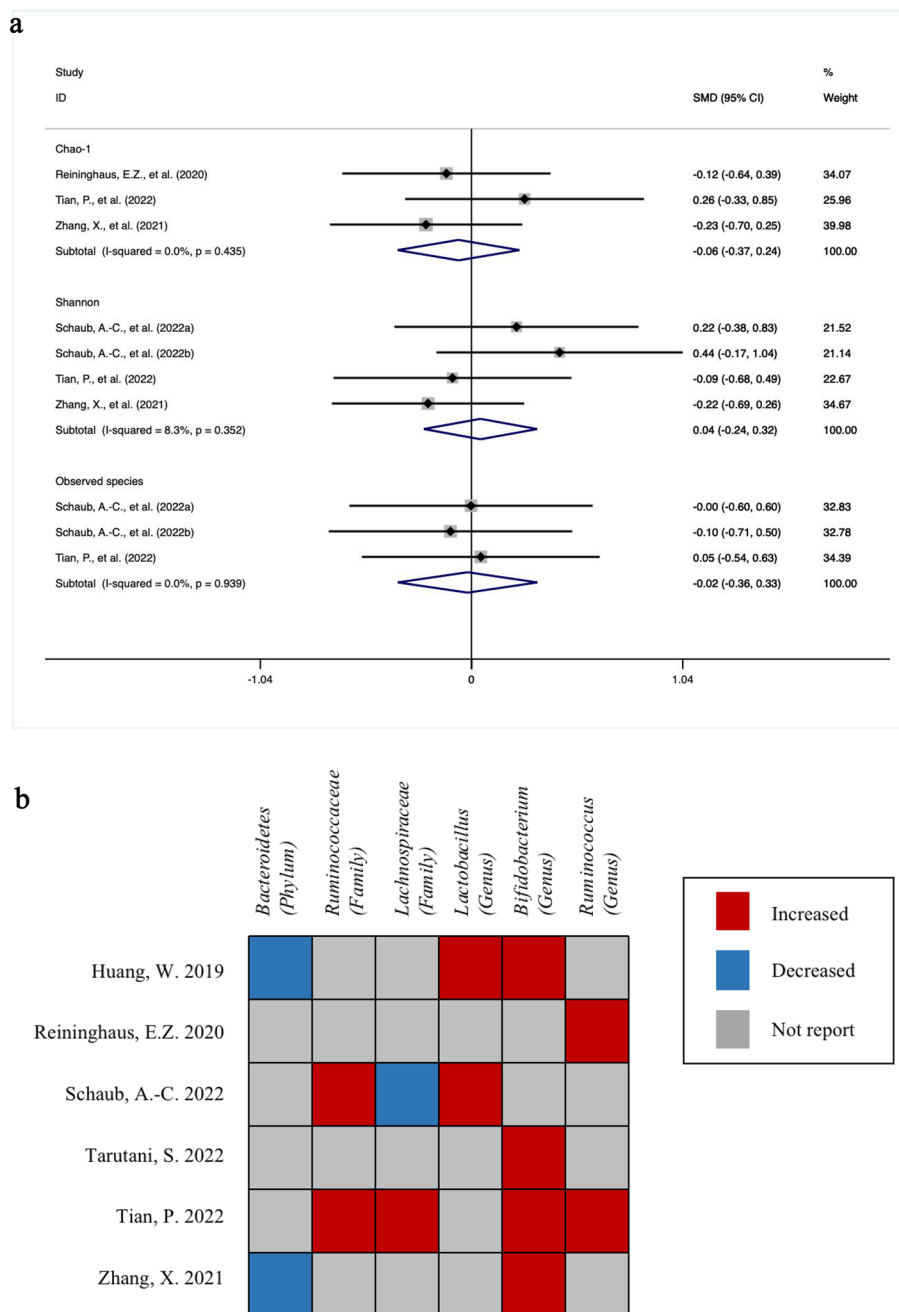 a
Study %
ID SMD (95% CI) Weight
Chao-1
Reininghaus, E.Z., et al. (2020) -0.12 (-0.64, 0.39) 34.07
Tian, P., et al. (2022) 0.26 (-0.33, 0.85) 25.96
Zhang, X., et al. (2021) -0.23 (-0.70, 0.25) 39.98
Subtotal (I-squared = 0.0%, p = 0.435) -0.06 (-0.37, 0.24) 100.00
Shannon
Schaub, A.-C., et al. (2022a) 0.22 (-0.38, 0.83) 21.52
Schaub, A.-C., et al. (2022b) 0.44 (-0.17, 1.04) 21.14
Tian, P., et al. (2022) -0.09 (-0.68, 0.49) 22.67
Zhang, X., et al. (2021) -0.22 (-0.69, 0.26) 34.67
Subtotal (I-squared = 8.3%, p = 0.352) 0.04 (-0.24, 0.32) 100.00
Observed species
Schaub, A.-C., et al. (2022a) -0.00 (-0.60, 0.60) 32.83
Schaub, A.-C., et al. (2022b) -0.10 (-0.71, 0.50) 32.78
Tian, P., et al. (2022) 0.05 (-0.54, 0.63) 34.39
Subtotal (I-squared = 0.0%, p = 0.939) -0.02 (-0.36, 0.33) 100.00
-1.04 0 1.04
b
Bacteroidetes
(Phylum)
Ruminococcaceae
(Family)
Lachnospiraceae
(Family)
Lactobacillus
(Genus)
Bifidobacterium
(Genus)
Ruminococcus
(Genus)
Huang, W. 2019
Reininghaus, E.Z. 2020
Schaub, A.-C. 2022
Tarutani, S. 2022
Tian, P. 2022
Zhang, X. 2021
Increased
Decreased
Not report